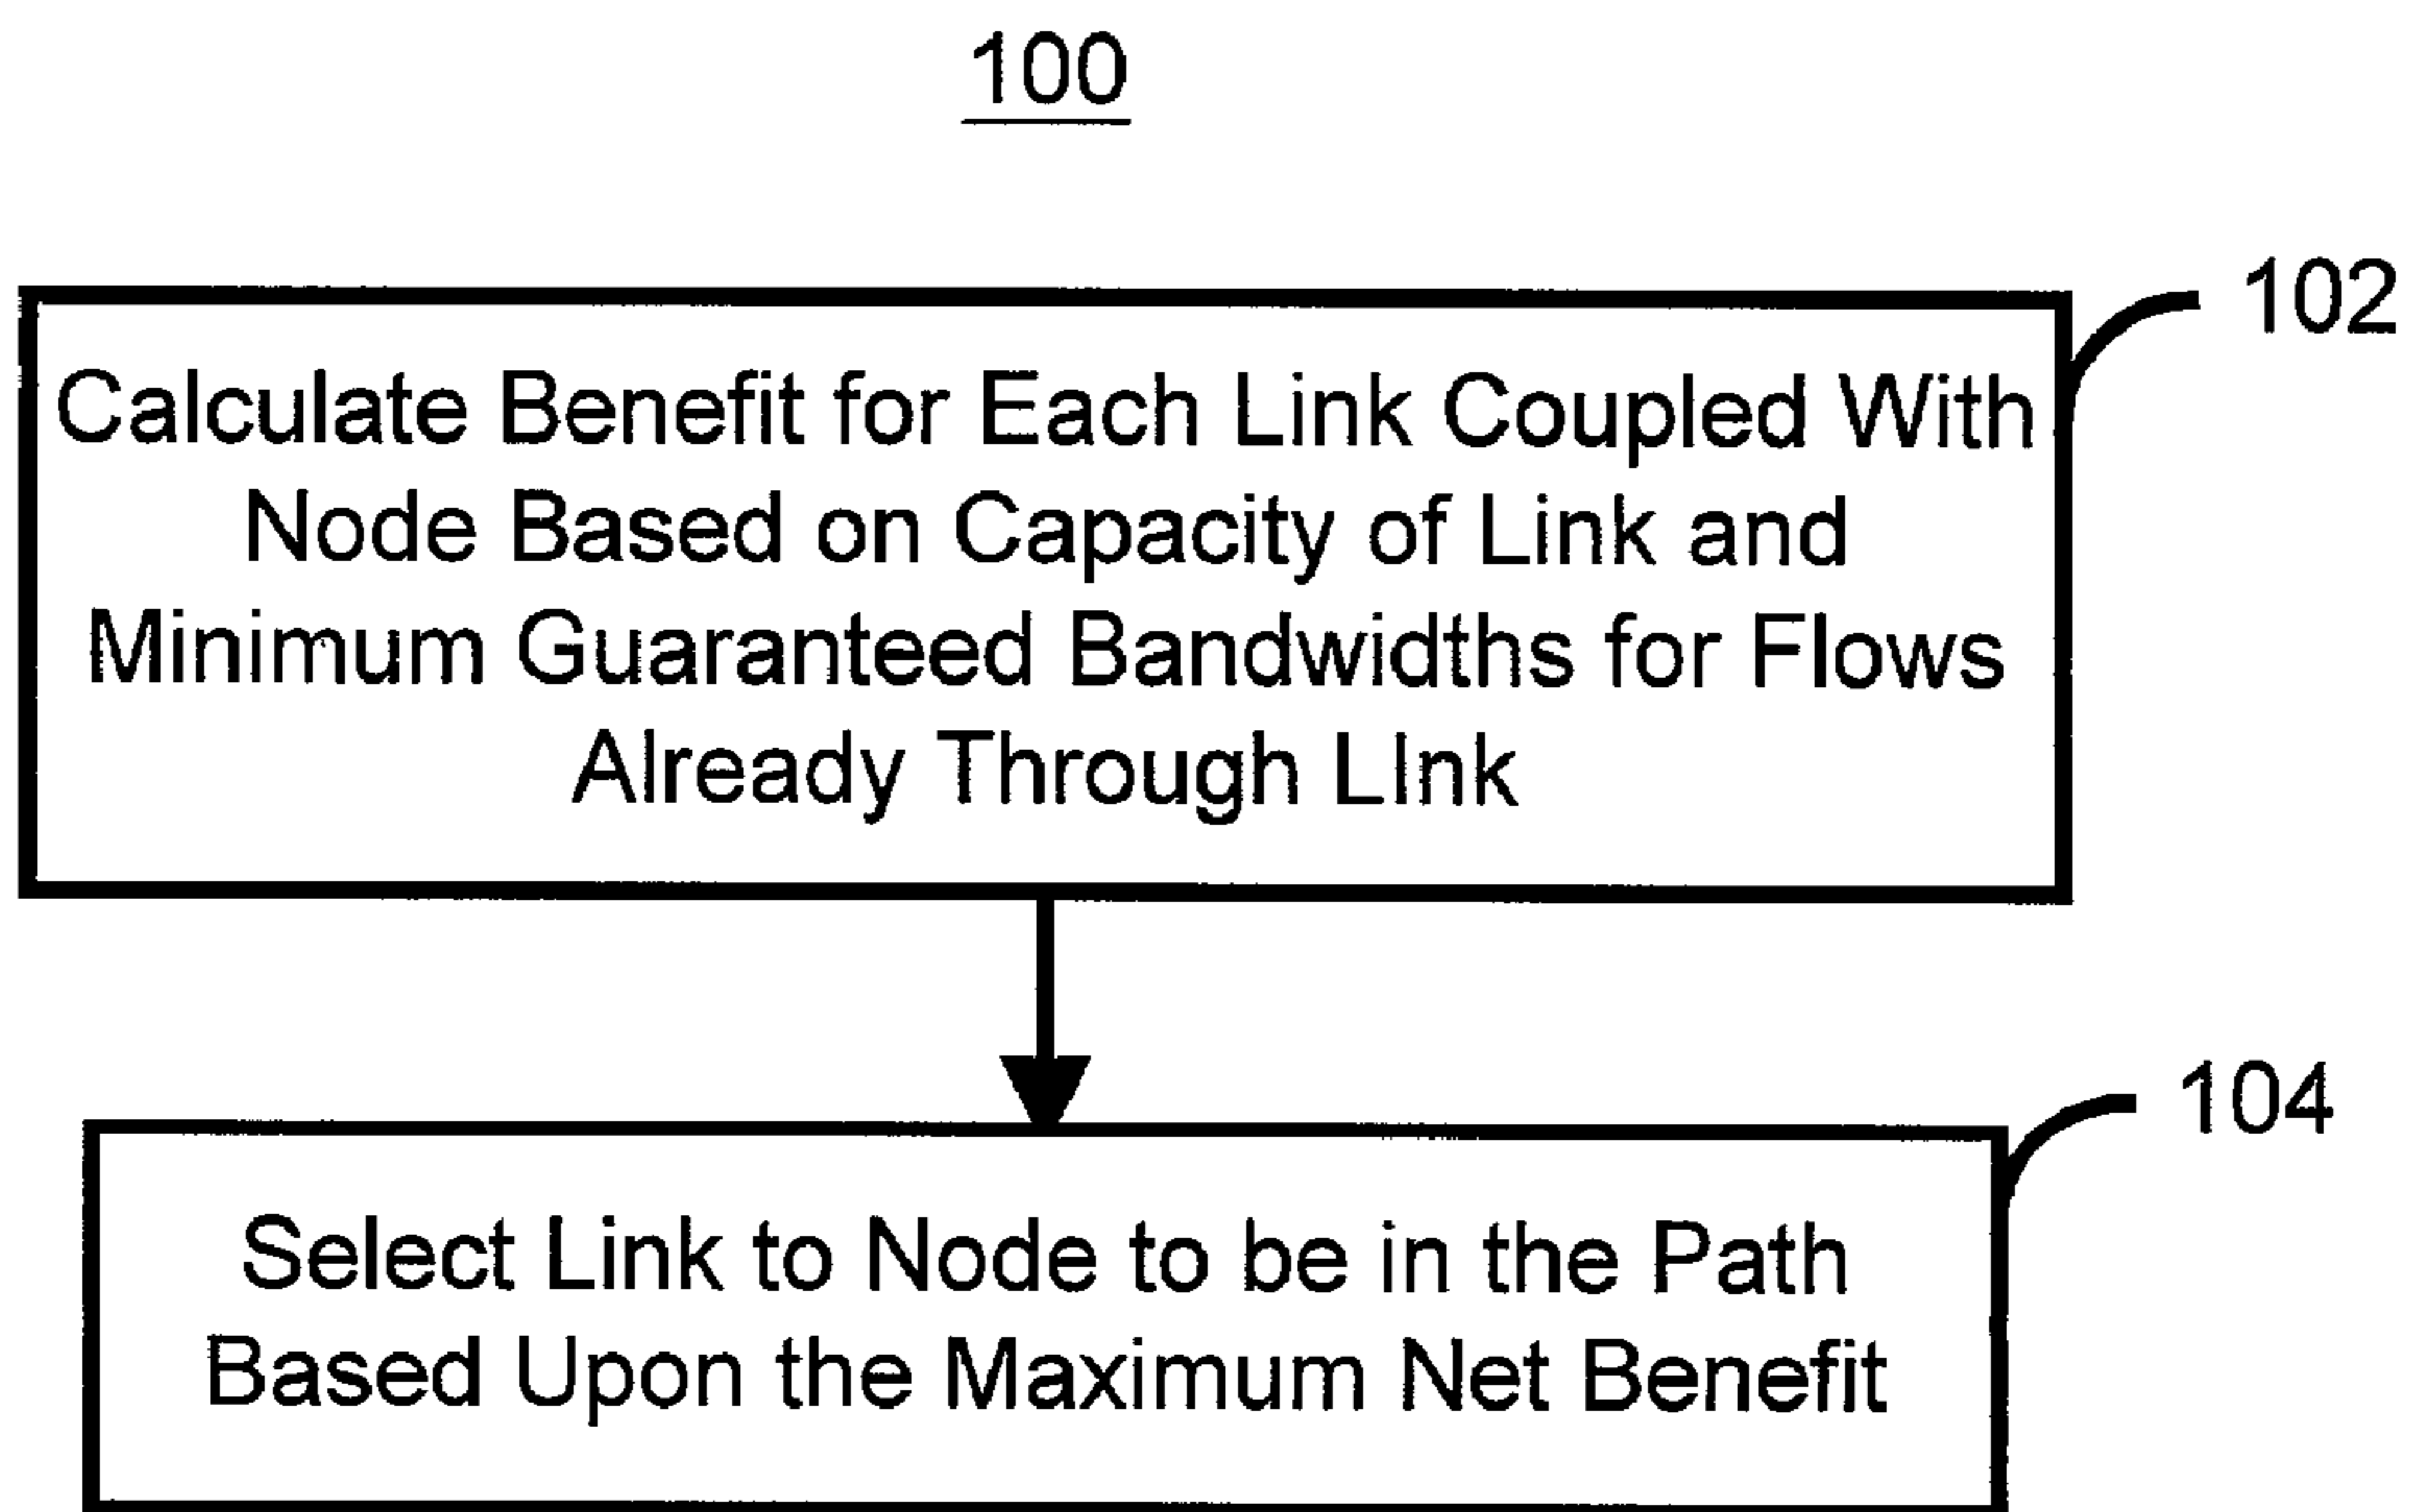 100
102
Calculate Benefit for Each Link Coupled With
Node Based on Capacity of Link and
Minimum Guaranteed Bandwidths for Flows
Already Through LInk
104
Select Link to Node to be in the Path
Based Upon the Maximum Net Benefit